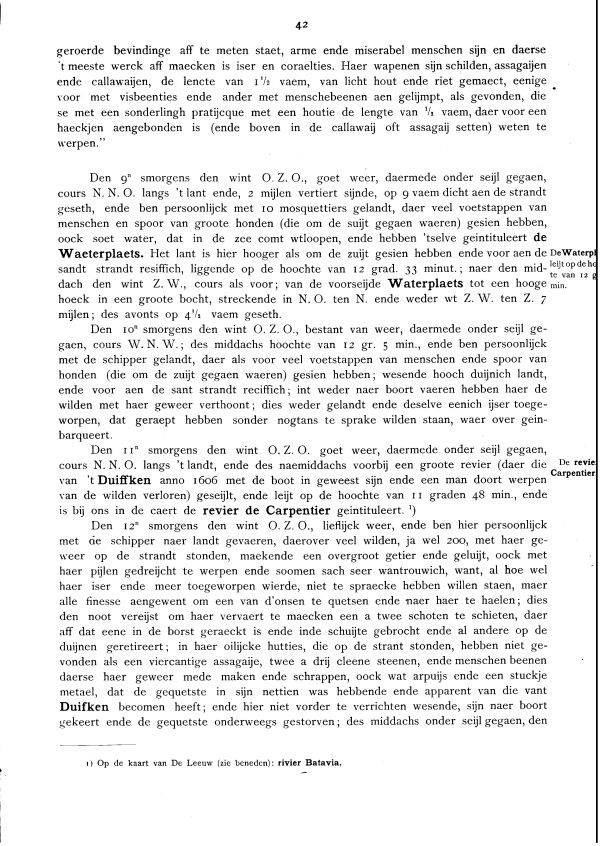 42
geroerde bevindinge aff te meten staet, arme ende miserabel menschen sijn en daerse
't meeste werck aff maecken is iser en coraelties. Haer wapenen sijn schilden, assagaijen
ende callawaijen, de lencte van 1½ vaem, van licht hout ende riet gemaect, eenige
voor met visbeenties ende ander met menschebeenen aen gelijmpt, als gevonden, die
se met een sonderlingh pratijcque met een houtie de lengte van ½ vaem, daer voor een
haeckjen aengebonden is (ende boven in de callawaij oft assagaij setten) weten te
werpen."
Den 9ⁿ smorgens den wint O. Z. O., goet weer, daermede onder seijl gegaen,
cours N. N. O. langs 't lant ende, 2 mijlen vertiert sijnde, op 9 vaem dicht aen de strandt
geseth, ende ben persoonlijck met 10 mosquettiers gelandt, daer veel voetstappen van
menschen en spoor van groote honden (die om de suijt gegaen waeren) gesien hebben,
oock soet water, dat in de zee comt wtloopen, ende hebben 'tselve geintituleert de
Waeterplaets. Het lant is hier hooger als om de zuijt gesien hebben ende voor aen de
sandt strandt resiffich, liggende op de hoochte van 12 grad. 33 minut.; naer den mid-
dach den wint Z. W., cours als voor; van de voorseijde Waterplaets tot een hooge
hoeck in een groote bocht, streckende in N. O. ten N. ende weder wt Z. W. ten Z. 7
mijlen; des avonts op 4½ vaem geseth.
De Waterpl
leijt op de ho
te van 12 g
min.
Den 10ⁿ smorgens den wint O. Z. O., bestant van weer, daermede onder seijl ge-
gaen, cours W. N. W.; des middachs hoochte van 12 gr. 5 min., ende ben persoonlijck
met de schipper gelandt, daer als voor veel voetstappen van menschen ende spoor van
honden (die om de zuijt gegaen waeren) gesien hebben; wesende hooch duijnich landt,
ende voor aen de sant strandt reciffich; int weder naer boort vaeren hebben haer de
wilden met haer geweer verthoont; dies weder gelandt ende deselve eenich ijser toege-
worpen, dat geraept hebben sonder nogtans te sprake wilden staan, waer over gein-
barqueert.
Den 11ⁿ smorgens den wint O. Z. O. goet weer, daermede onder seijl gegaen,
cours N. N. O. langs 't landt, ende des naemiddachs voorbij een groote revier (daer die
van 't Duiffken anno 1606 met de boot in geweest sijn ende een man doort werpen
van de wilden verloren) geseijlt, ende leijt op de hoochte van 11 graden 48 min., ende
is bij ons in de caert de revier de Carpentier geintituleert. ¹)
De revie
Carpentier
Den 12ⁿ smorgens den wint O. Z. O., lieflijck weer, ende ben hier persoonlijck
met de schipper naer landt gevaeren, daerover veel wilden, ja wel 200, met haer ge-
weer op de strandt stonden, maekende een overgroot getier ende geluijt, oock met
haer pijlen gedreijcht te werpen ende soomen sach seer wantrouwich, want, al hoe wel
haer iser ende meer toegeworpen wierde, niet te spraecke hebben willen staen, maer
alle finesse aengewent om een van d'onsen te quetsen ende naer haer te haelen; dies
den noot vereijst om haer vervaert te maecken een a twee schoten te schieten, daer
aff dat eene in de borst geraeckt is ende inde schuijte gebrocht ende al andere op de
duijnen geretireert; in haer oilijcke hutties, die op de strant stonden, hebben niet ge-
vonden als een viercantige assagaije, twee a drij cleene steenen, ende menschen beenen
daerse haer geweer mede maken ende schrappen, oock wat arpuijs ende een stuckje
metael, dat de gequetste in sijn nettien was hebbende ende apparent van die vant
Duifken becomen heeft; ende hier niet vorder te verrichten wesende, sijn naer boort
gekeert ende de gequetste onderweegs gestorven; des middachs onder seijl gegaen, den
1) Op de kaart van De Leeuw (zie beneden): rivier Batavia.